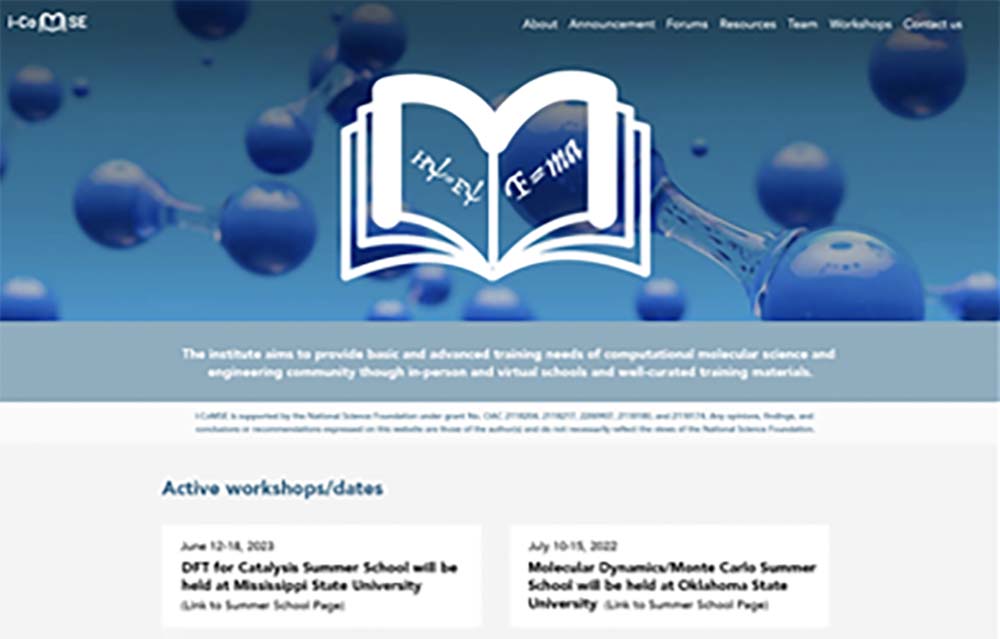 i-CoMSE
About Announcement Forums Resources Team Workshops Contact us
Hψ=Eψ
F=ma
The institute aims to provide basic and advanced training needs of computational molecular science and
engineering community though in-person and virtual schools and well-curated training materials.
I-CoMSE is supported by the National Science Foundation under grant No. OAC 2118204, 2118217, and 2118174. Any opinions, findings, and
conclusions or recommendations expressed on this website are those of the author(s) and do not necessarily reflect the views of the National Science Foundation.
Active workshops/dates
June 12-18, 2023
DFT for Catalysis Summer School will be
held at Mississippi State University
(Link to Summer School Page)
July 10-15, 2022
Molecular Dynamics/Monte Carlo Summer
School will be held at Oklahoma State
University (Link to Summer School Page)